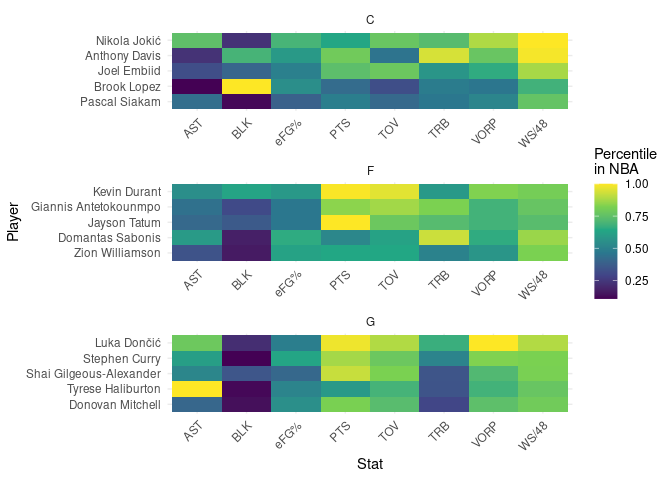 C
Nikola Jokić
Anthony Davis
Joel Embiid
Brook Lopez
Pascal Siakam
AST BLK eFG% PTS TOV TRB VORP WS/48
F
Kevin Durant
Giannis Antetokounmpo
Jayson Tatum
Domantas Sabonis
Zion Williamson
AST BLK eFG% PTS TOV TRB VORP WS/48
G
Luka Dončić
Stephen Curry
Shai Gilgeous-Alexander
Tyrese Haliburton
Donovan Mitchell
AST BLK eFG% PTS TOV TRB VORP WS/48
Stat
Player
Percentile
in NBA
1.00
0.75
0.50
0.25